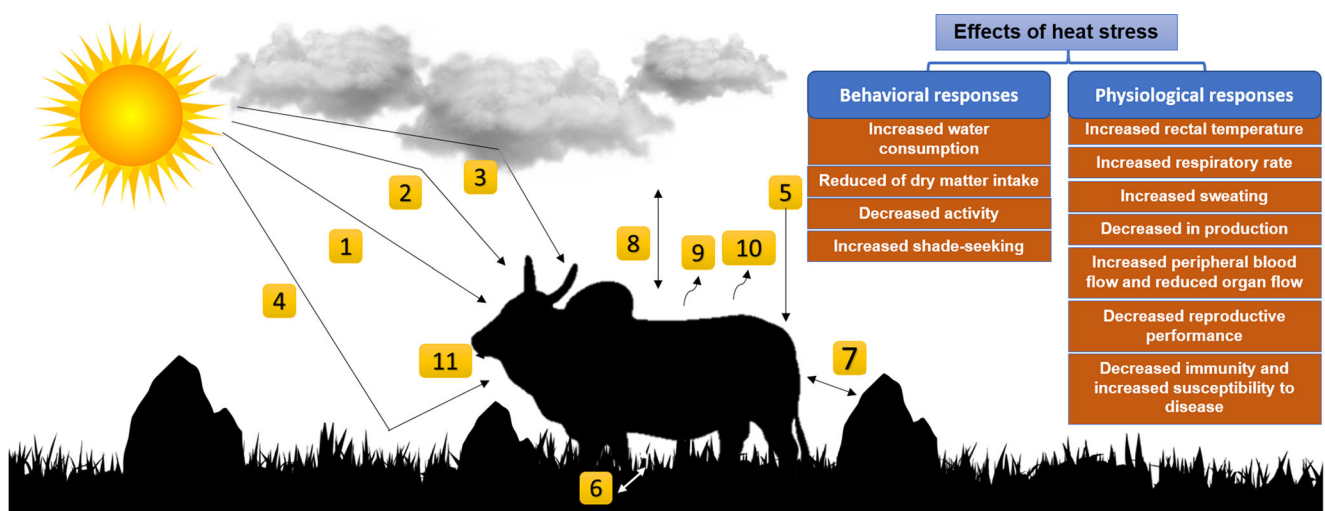 Effects of heat stress
Behavioral responses
Increased water
consumption
Reduced of dry matter intake
Decreased activity
Increased shade-seeking
Physiological responses
Increased rectal temperature
Increased respiratory rate
Increased sweating
Decreased in production
Increased peripheral blood
flow and reduced organ flow
Decreased reproductive
performance
Decreased immunity and
increased susceptibility to
disease
1
2
3
4
5
6
7
8
9
10
11